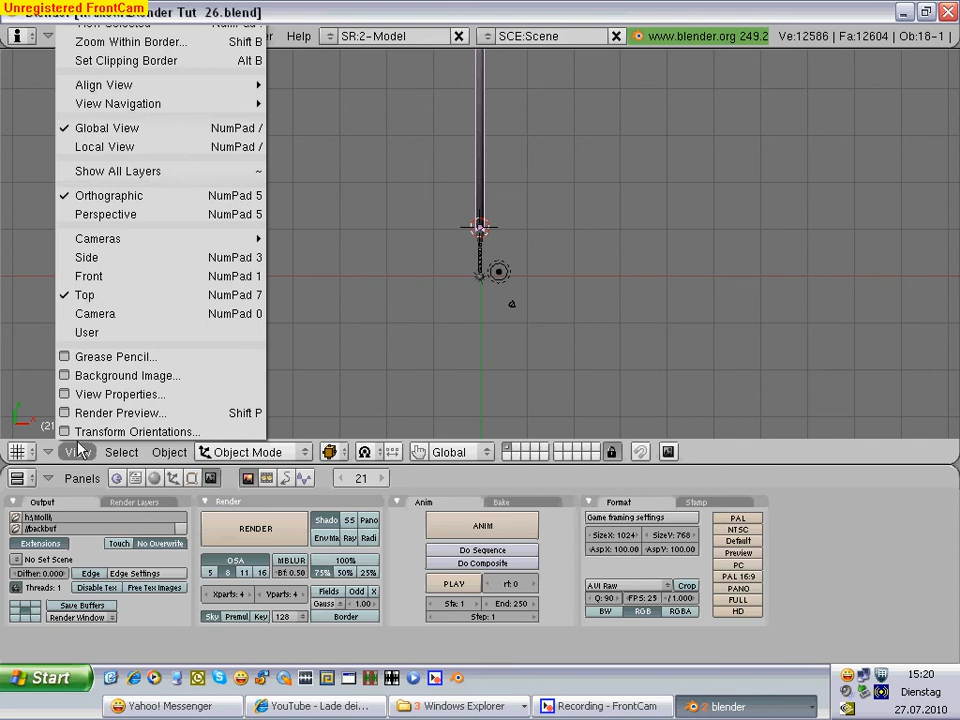 Unregistered FrontCam
Blender Tut 26.blend]
Help SR:2-Model SCE:Scene www.blender.org 249.2 Ve:12586 | Fa:12604 | Ob:18-1 |
Zoom Within Border... Shift B
Set Clipping Border Alt B
Align View
View Navigation
Global View NumPad /
Local View NumPad /
Show All Layers ~
Orthographic NumPad 5
Perspective NumPad 5
Cameras
Side NumPad 3
Front NumPad 1
Top NumPad 7
Camera NumPad 0
User
Grease Pencil...
Background Image...
View Properties...
Render Preview... Shift P
Transform Orientations...
(21
View Select Object Object Mode Global
Panels 21
Output Render Layers
h:\Molli\
//backbuf
Extensions Touch No Overwrite
No Set Scene
Dither: 0.000 Edge Edge Settings
Threads: 1 Disable Tex Free Tex Images
Save Buffers
Render Window
Render
RENDER
Shado SS Pano
EnvMa Ray Radi
OSA MBLUR 100%
5 8 11 16 Bf: 0.50 75% 50% 25%
Xparts: 4 Yparts: 4 Fields Odd X
Gauss 1.00
Sky Premul Key 128 Border
Anim Bake
ANIM
Do Sequence
Do Composite
PLAY rt: 0
Sta: 1 End: 250
Step: 1
Format Stamp
Game framing settings
SizeX: 1024 SizeY: 768
AspX: 100.00 AspY: 100.00
AVI Raw Crop
Q: 90 FPS: 25 / 1.000
BW RGB RGBA
PAL
NTSC
Default
Preview
PC
PAL 16:9
PANO
FULL
HD
Start
Yahoo! Messenger YouTube - Lade dei... 3 Windows Explorer Recording - FrontCam 2 blender
15:20
Dienstag
27.07.2010